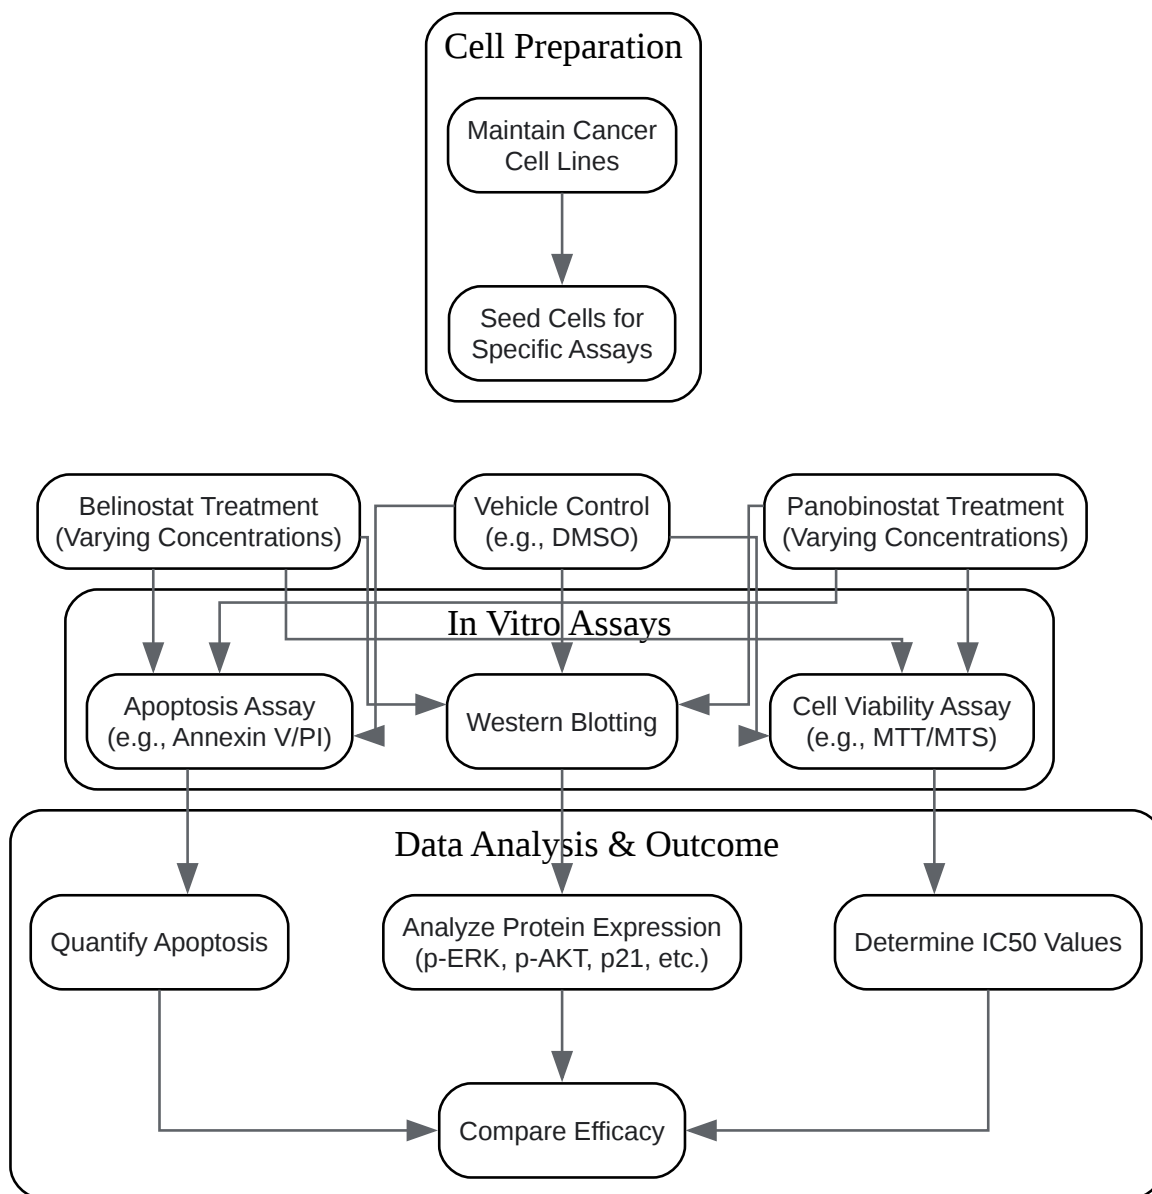 Cell Preparation
Maintain Cancer
Cell Lines
Seed Cells for
Specific Assays
Belinostat Treatment
(Varying Concentrations)
Vehicle Control
(e.g., DMSO)
Panobinostat Treatment
(Varying Concentrations)
In Vitro Assays
Apoptosis Assay
(e.g., Annexin V/PI)
Western Blotting
Cell Viability Assay
(e.g., MTT/MTS)
Data Analysis & Outcome
Quantify Apoptosis
Analyze Protein Expression
(p-ERK, p-AKT, p21, etc.)
Determine IC50 Values
Compare Efficacy